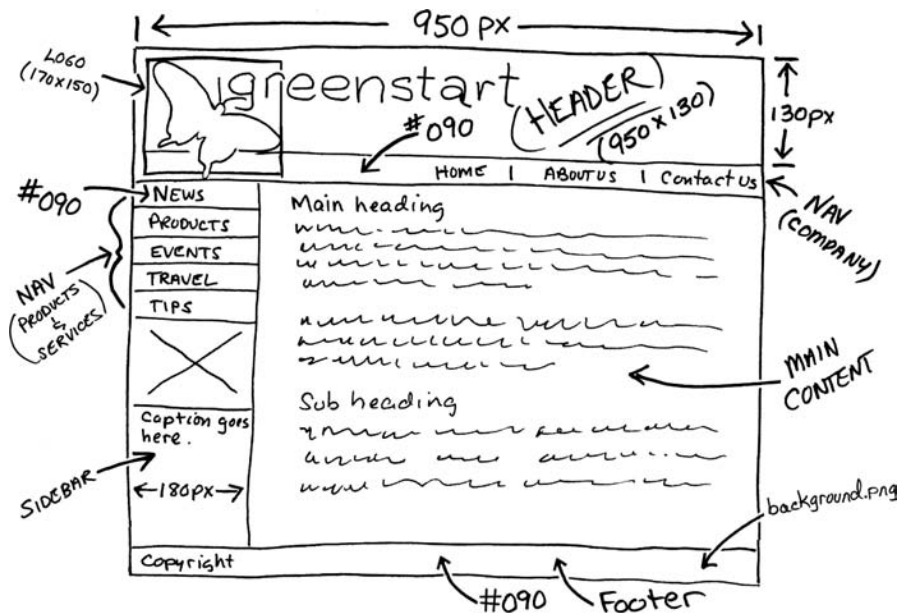 950 PX
LOGO
(170x150)
greenstart
(HEADER)
(950 x 130)
130px
#090
HOME | ABOUT US | Contact Us
NAV
(COMPANY)
#090
NEWS
PRODUCTS
EVENTS
TRAVEL
TIPS
NAV
(PRODUCTS
&
SERVICES)
Main heading
MAIN
CONTENT
Sub heading
Caption goes
here.
SIDEBAR
180px
background.png
Copyright
#090
Footer